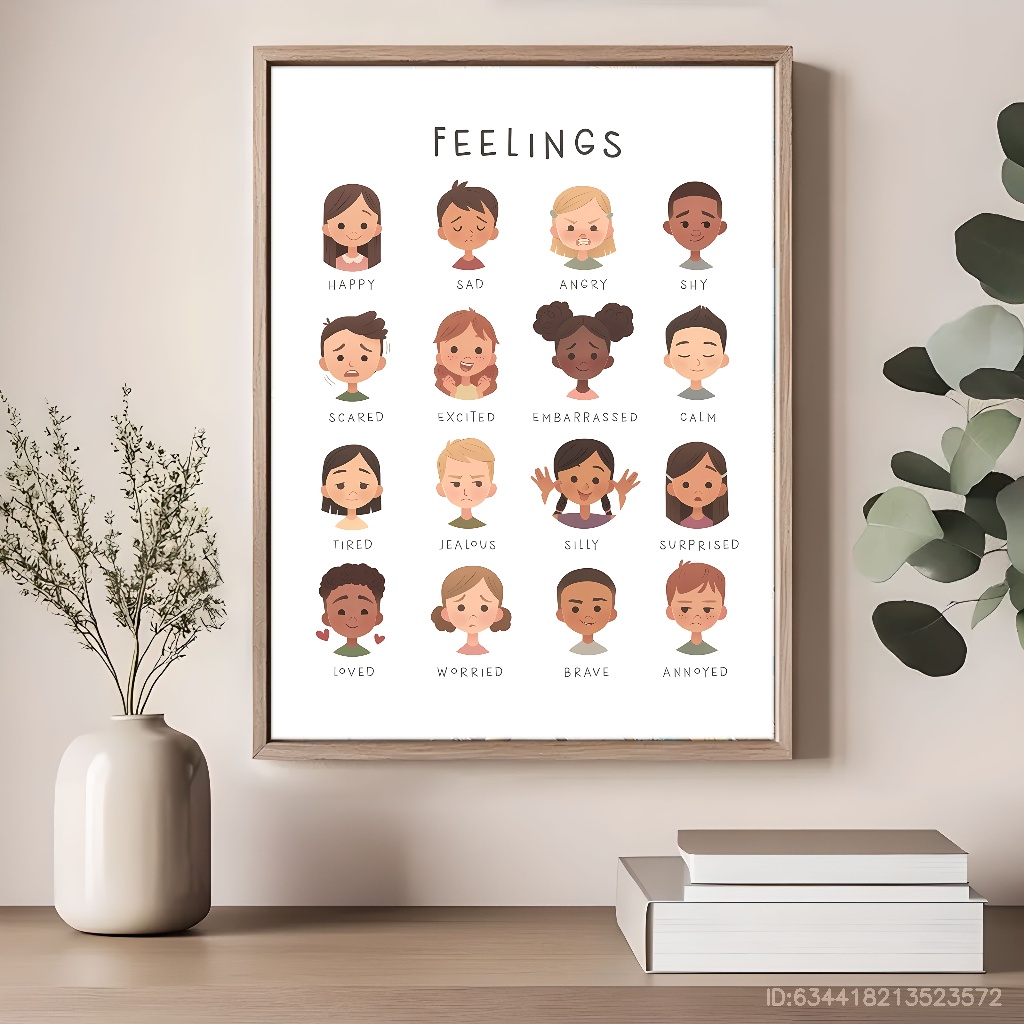 FEELINGS
HAPPY SAD ANGRY SHY
SCARED EXCITED EMBARRASSED CALM
TIRED JEALOUS SILLY SURPRISED
LOVED WORRIED BRAVE ANNOYED
ID:634418213523572